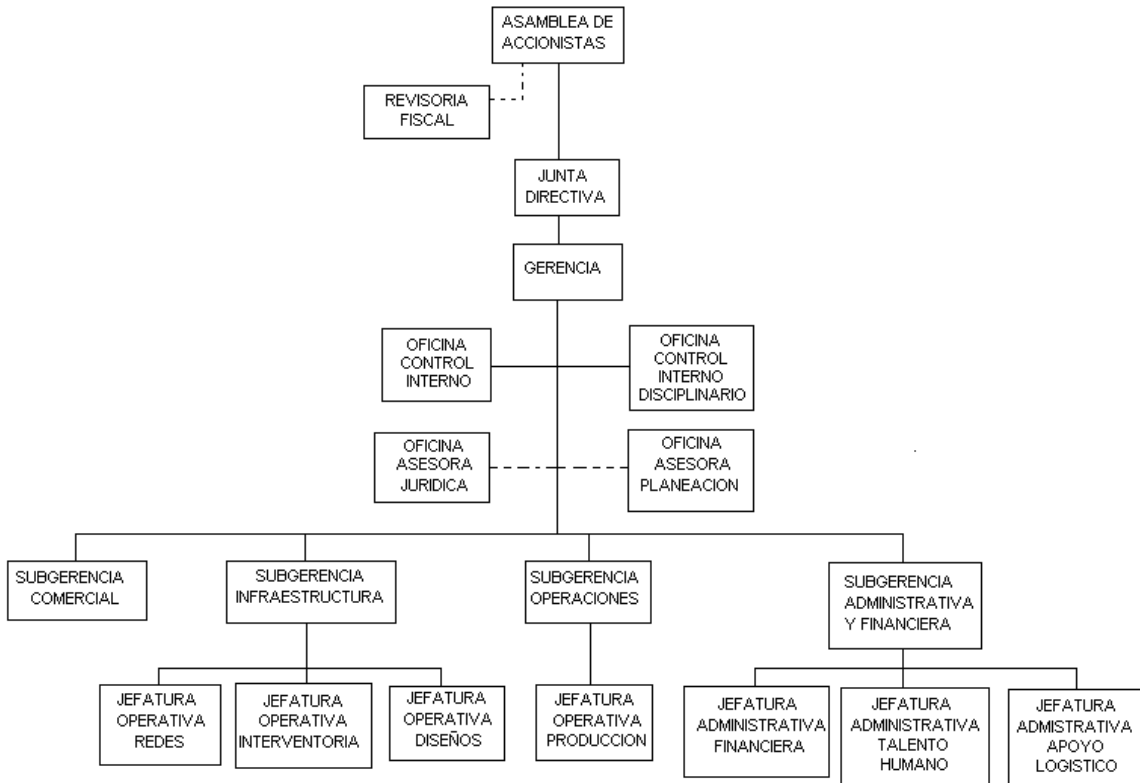 ASAMBLEA DE
ACCIONISTAS
REVISORIA
FISCAL
JUNTA
DIRECTIVA
GERENCIA
OFICINA
CONTROL
INTERNO
OFICINA
CONTROL
INTERNO
DISCIPLINARIO
OFICINA
ASESORA
JURIDICA
OFICINA
ASESORA
PLANEACION
SUBGERENCIA
COMERCIAL
SUBGERENCIA
INFRAESTRUCTURA
SUBGERENCIA
OPERACIONES
SUBGERENCIA
ADMINISTRATIVA
Y FINANCIERA
JEFATURA
OPERATIVA
REDES
JEFATURA
OPERATIVA
INTERVENTORIA
JEFATURA
OPERATIVA
DISEÑOS
JEFATURA
OPERATIVA
PRODUCCION
JEFATURA
ADMINISTRATIVA
FINANCIERA
JEFATURA
ADMINISTRATIVA
TALENTO
HUMANO
JEFATURA
ADMISTRATIVA
APOYO
LOGISTICO